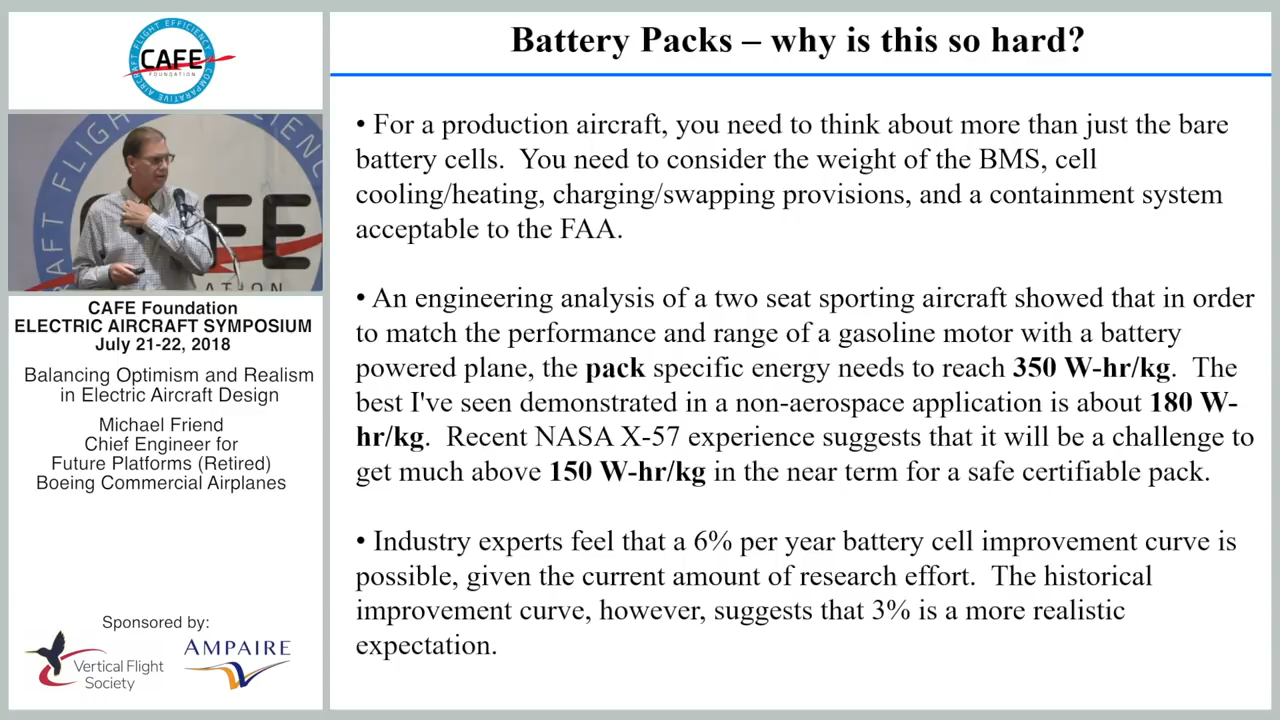 AIRCRAFT FLIGHT EFFICIENCY
CAFE
FOUNDATION
COMPARATIVE
CAFE Foundation
ELECTRIC AIRCRAFT SYMPOSIUM
July 21-22, 2018
Balancing Optimism and Realism
in Electric Aircraft Design
Michael Friend
Chief Engineer for
Future Platforms (Retired)
Boeing Commercial Airplanes
Sponsored by:
Vertical Flight
Society
AMPAIRE
Battery Packs – why is this so hard?
• For a production aircraft, you need to think about more than just the bare
battery cells.  You need to consider the weight of the BMS, cell
cooling/heating, charging/swapping provisions, and a containment system
acceptable to the FAA.
• An engineering analysis of a two seat sporting aircraft showed that in order
to match the performance and range of a gasoline motor with a battery
powered plane, the pack specific energy needs to reach 350 W-hr/kg.  The
best I've seen demonstrated in a non-aerospace application is about 180 W-
hr/kg.  Recent NASA X-57 experience suggests that it will be a challenge to
get much above 150 W-hr/kg in the near term for a safe certifiable pack.
• Industry experts feel that a 6% per year battery cell improvement curve is
possible, given the current amount of research effort.  The historical
improvement curve, however, suggests that 3% is a more realistic
expectation.